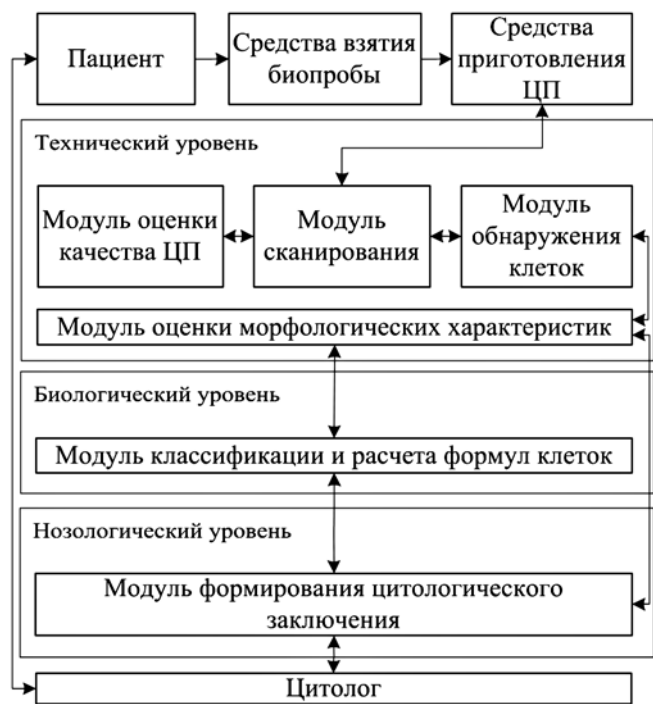 Пациент
Средства взятия
биопробы
Средства
приготовления
ЦП
Технический уровень
Модуль оценки
качества ЦП
Модуль
сканирования
Модуль
обнаружения
клеток
Модуль оценки морфологических характеристик
Биологический уровень
Модуль классификации и расчета формул клеток
Нозологический уровень
Модуль формирования цитологического
заключения
Цитолог